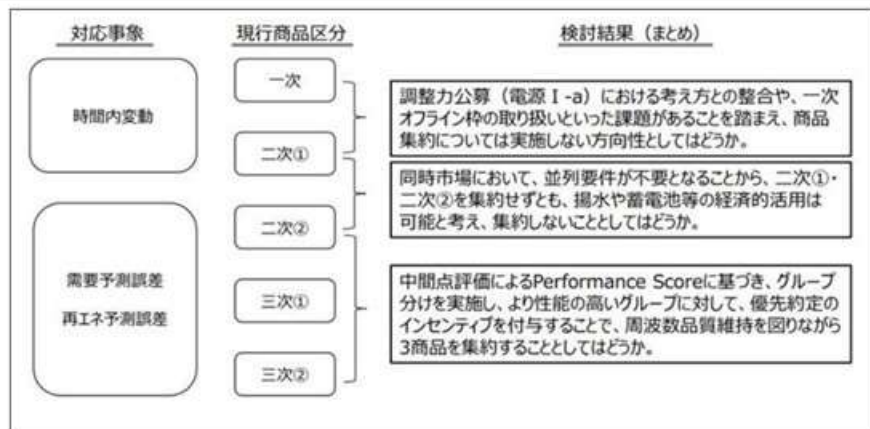 対応事象
現行商品区分
検討結果（まとめ）
時間内変動
一次
二次①
二次②
三次①
三次②
需要予測誤差
再エネ予測誤差
調整力公募（電源Ⅰ-a）における考え方との整合や、一次
オフライン枠の取り扱いといった課題があることを踏まえ、商品
集約については実施しない方向性としてはどうか。
同時市場において、並列要件が不要となることから、二次①・
二次②を集約せずとも、揚水や蓄電池等の経済的活用は
可能と考え、集約しないこととしてはどうか。
中間点評価によるPerformance Scoreに基づき、グループ
分けを実施し、より性能の高いグループに対して、優先約定の
インセンティブを付与することで、周波数品質維持を図りながら
3商品を集約することとしてはどうか。